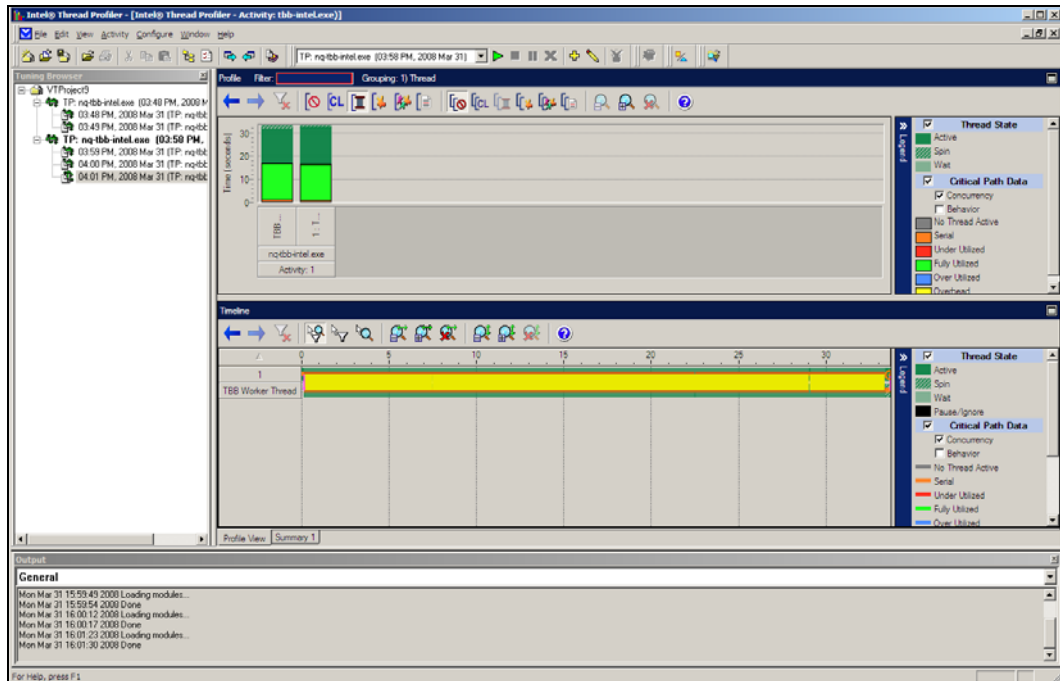 Intel® Thread Profiler - [Intel® Thread Profiler - Activity: tbb-intel.exe)]
File Edit View Activity Configure Window Help
TP: nq-tbb-intel.exe (03:58 PM, 2008 Mar 31)
Tuning Browser
VTProject9
TP: nq-tbb-intel.exe (03:48 PM, 2008 M
03:48 PM, 2008 Mar 31 (TP: nq-tbb
03:49 PM, 2008 Mar 31 (TP: nq-tbb
TP: nq-tbb-intel.exe (03:58 PM,
03:59 PM, 2008 Mar 31 (TP: nq-tbb
04:00 PM, 2008 Mar 31 (TP: nq-tbb
04:01 PM, 2008 Mar 31 (TP: nq-tbb
Profile Filter: Grouping: 1) Thread
CL CL
Time (seconds)
30
20
10
0
TBB ...
1 : T...
nq-tbb-intel.exe
Activity: 1
Legend
Thread State
Active
Spin
Wait
Critical Path Data
Concurrency
Behavior
No Thread Active
Serial
Under Utilized
Fully Utilized
Over Utilized
Overhead
Timeline
0 5 10 15 20 25 30
1
TBB Worker Thread
Legend
Thread State
Active
Spin
Wait
Pause/Ignore
Critical Path Data
Concurrency
Behavior
No Thread Active
Serial
Under Utilized
Fully Utilized
Over Utilized
Profile View Summary 1
Output
General
Mon Mar 31 15:59:49 2008 Loading modules...
Mon Mar 31 15:59:54 2008 Done
Mon Mar 31 16:00:12 2008 Loading modules...
Mon Mar 31 16:00:17 2008 Done
Mon Mar 31 16:01:23 2008 Loading modules...
Mon Mar 31 16:01:30 2008 Done
For Help, press F1